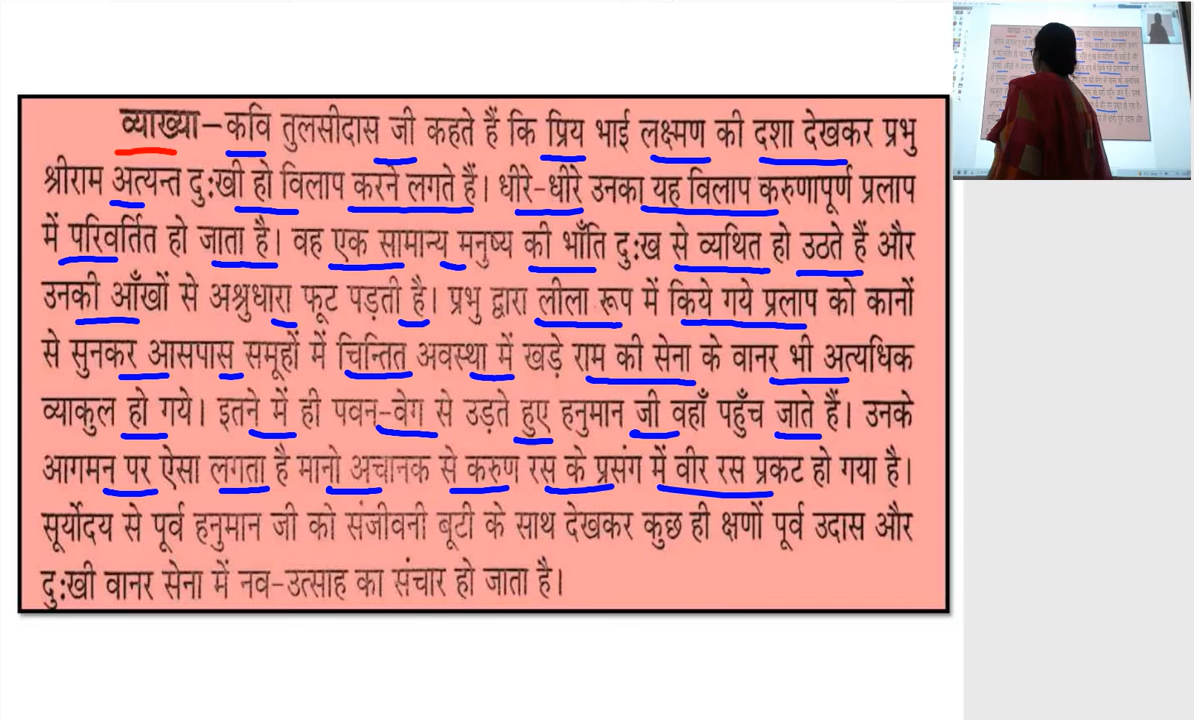 व्याख्या–कवि तुलसीदास जी कहते हैं कि प्रिय भाई लक्ष्मण की दशा देखकर प्रभु
श्रीराम अत्यन्त दुःखी हो विलाप करने लगते हैं। धीरे-धीरे उनका यह विलाप करुणापूर्ण प्रलाप
में परिवर्तित हो जाता है। वह एक सामान्य मनुष्य की भाँति दुःख से व्यथित हो उठते हैं और
उनकी आँखों से अश्रुधारा फूट पड़ती है। प्रभु द्वारा लीला रूप में किये गये प्रलाप को कानों
से सुनकर आसपास समूहों में चिन्तित अवस्था में खड़े राम की सेना के वानर भी अत्यधिक
व्याकुल हो गये। इतने में ही पवन-वेग से उड़ते हुए हनुमान जी वहाँ पहुँच जाते हैं। उनके
आगमन पर ऐसा लगता है मानो अचानक से करुण रस के प्रसंग में वीर रस प्रकट हो गया है।
सूर्योदय से पूर्व हनुमान जी को संजीवनी बूटी के साथ देखकर कुछ ही क्षणों पूर्व उदास और
दुःखी वानर सेना में नव-उत्साह का संचार हो जाता है।